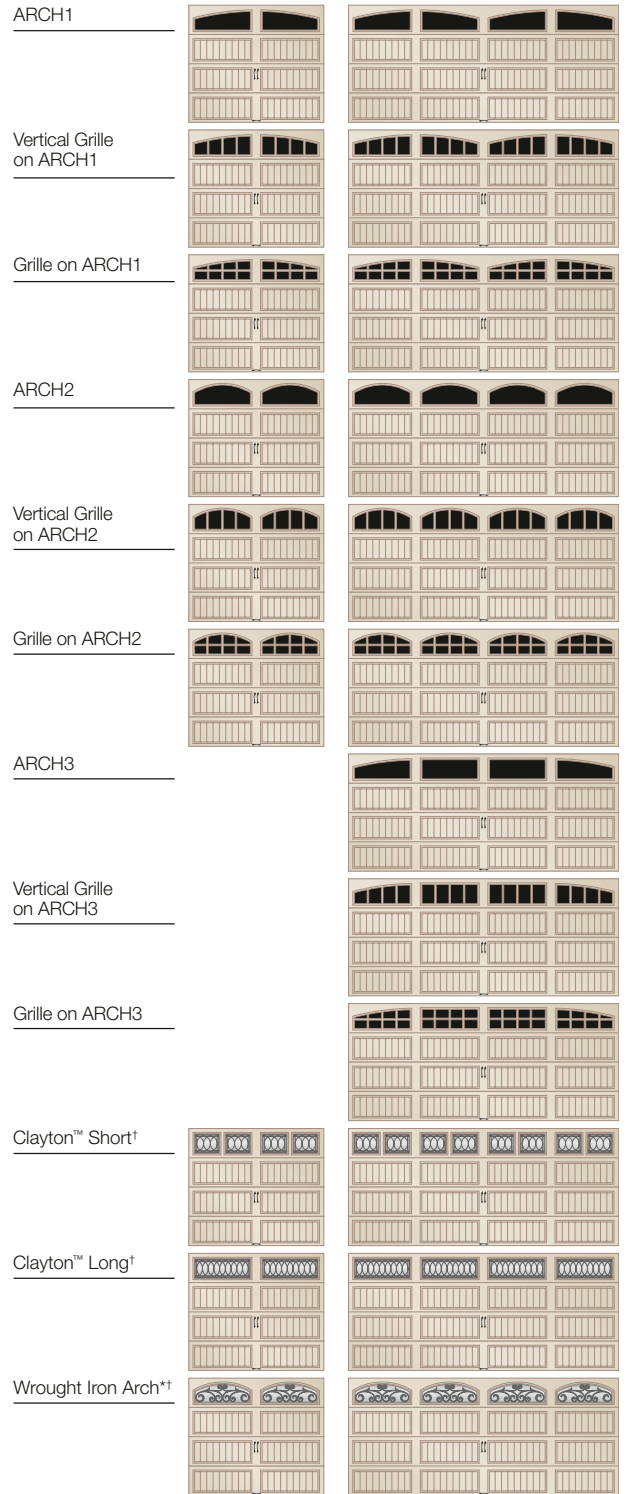 ARCH1
Vertical Grille
on ARCH1
Grille on ARCH1
ARCH2
Vertical Grille
on ARCH2
Grille on ARCH2
ARCH3
Vertical Grille
on ARCH3
Grille on ARCH3
Clayton™ Short†
Clayton™ Long†
Wrought Iron Arch*†